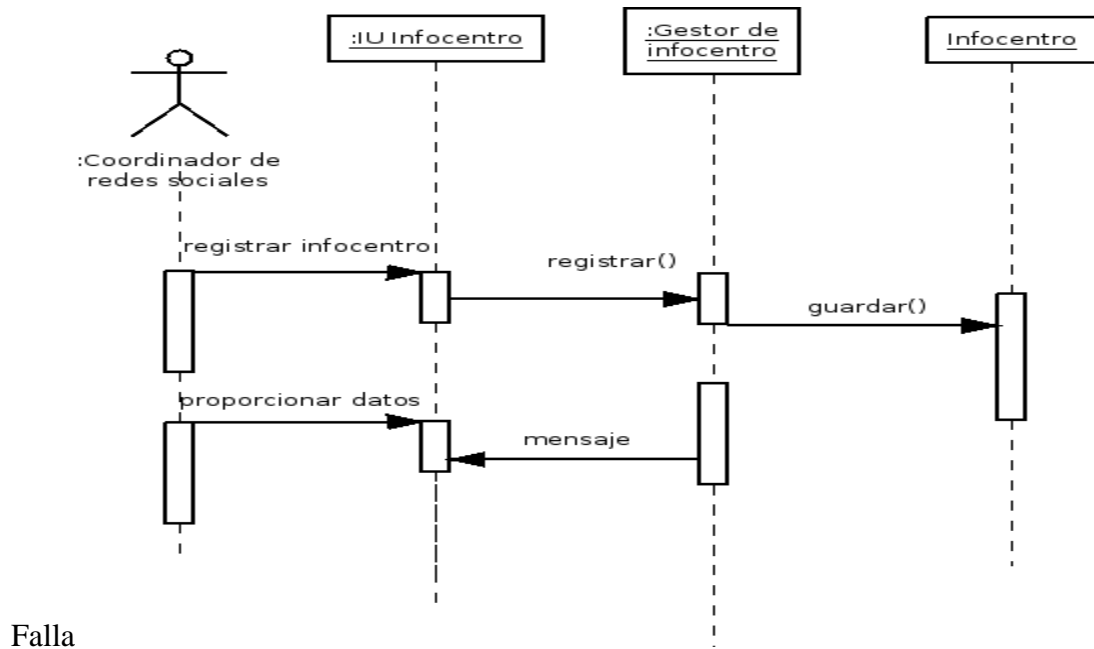 :IU Infocentro
:Gestor de
infocentro
Infocentro
:Coordinador de
redes sociales
registrar infocentro
registrar()
guardar()
proporcionar datos
mensaje
Falla